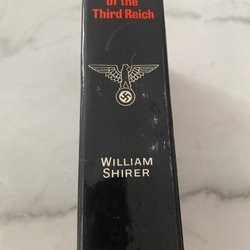 of the
Third Reich
WILLIAM
SHIRER